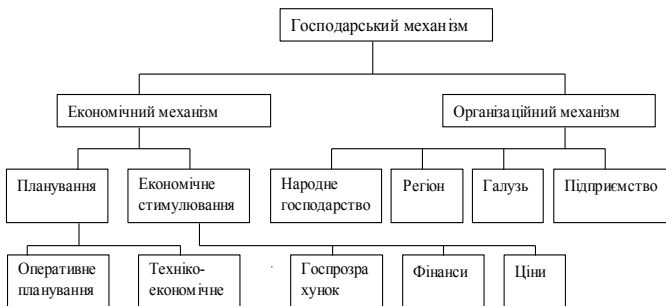 Господарський механізм
Економічний механізм
Організаційний механізм
Планування
Економічне
стимулювання
Народне
господарство
Регіон
Галузь
Підприємство
Оперативне
планування
Техніко-
економічне
Госпрозра
хунок
Фінанси
Ціни